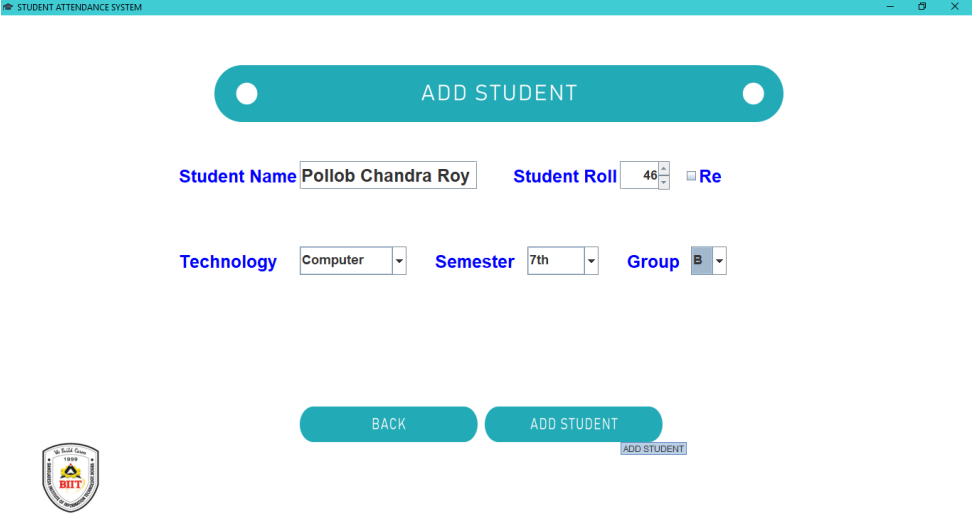 STUDENT ATTENDANCE SYSTEM
ADD STUDENT
Student Name Pollob Chandra Roy Student Roll 46 Re
Technology Computer Semester 7th Group B
BACK ADD STUDENT
ADD STUDENT
We Build Career
1999
BIIT